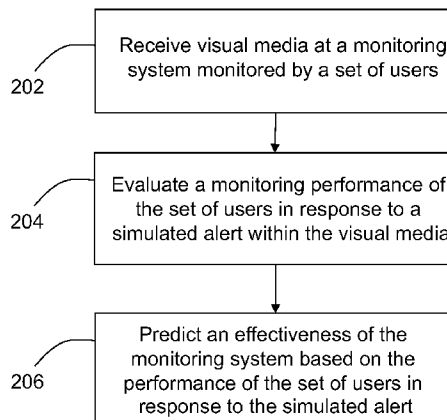 Receive visual media at a monitoring
system monitored by a set of users
202
Evaluate a monitoring performance of
the set of users in response to a
simulated alert within the visual media
204
Predict an effectiveness of the
monitoring system based on the
performance of the set of users in
response to the simulated alert
206